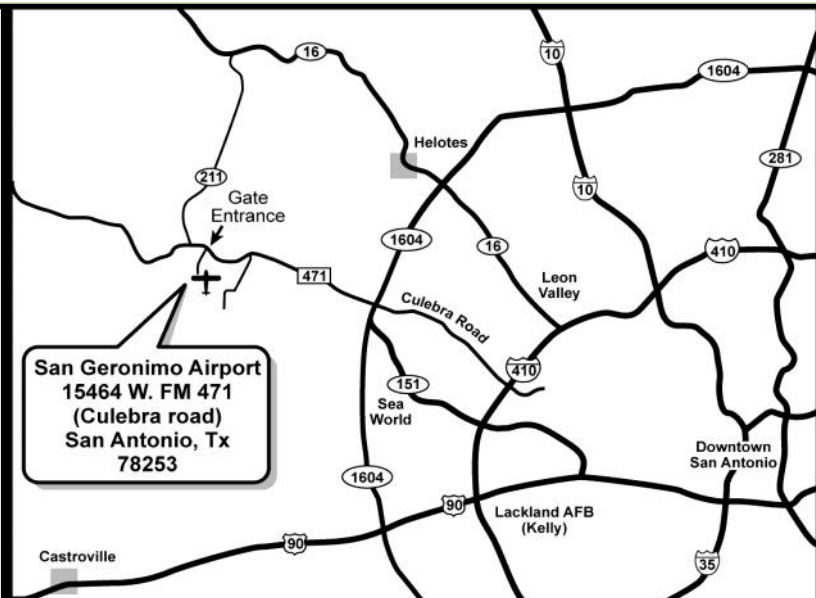 16
10
1604
Helotes
281
211
10
Gate
Entrance
1604
16
410
471
Leon
Valley
Culebra Road
San Geronimo Airport
15464 W. FM 471
(Culebra road)
San Antonio, Tx
78253
410
151
Sea
World
Downtown
San Antonio
1604
90
Lackland AFB
(Kelly)
90
Castroville
35